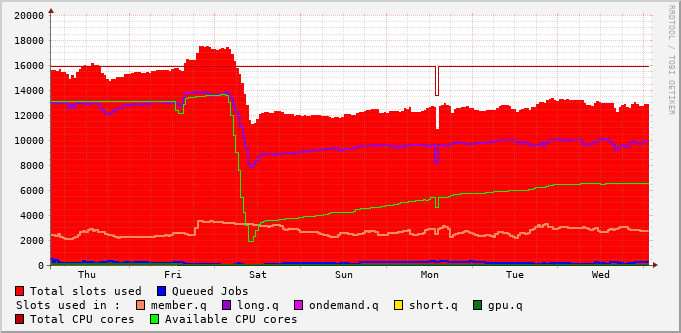 20000
18000
16000
14000
12000
10000
8000
6000
4000
2000
0
Thu Fri Sat Sun Mon Tue Wed
RRDTOOL / TOBI OETIKER
Total slots used Queued Jobs
Slots used in : member.q long.q ondemand.q short.q gpu.q
Total CPU cores Available CPU cores